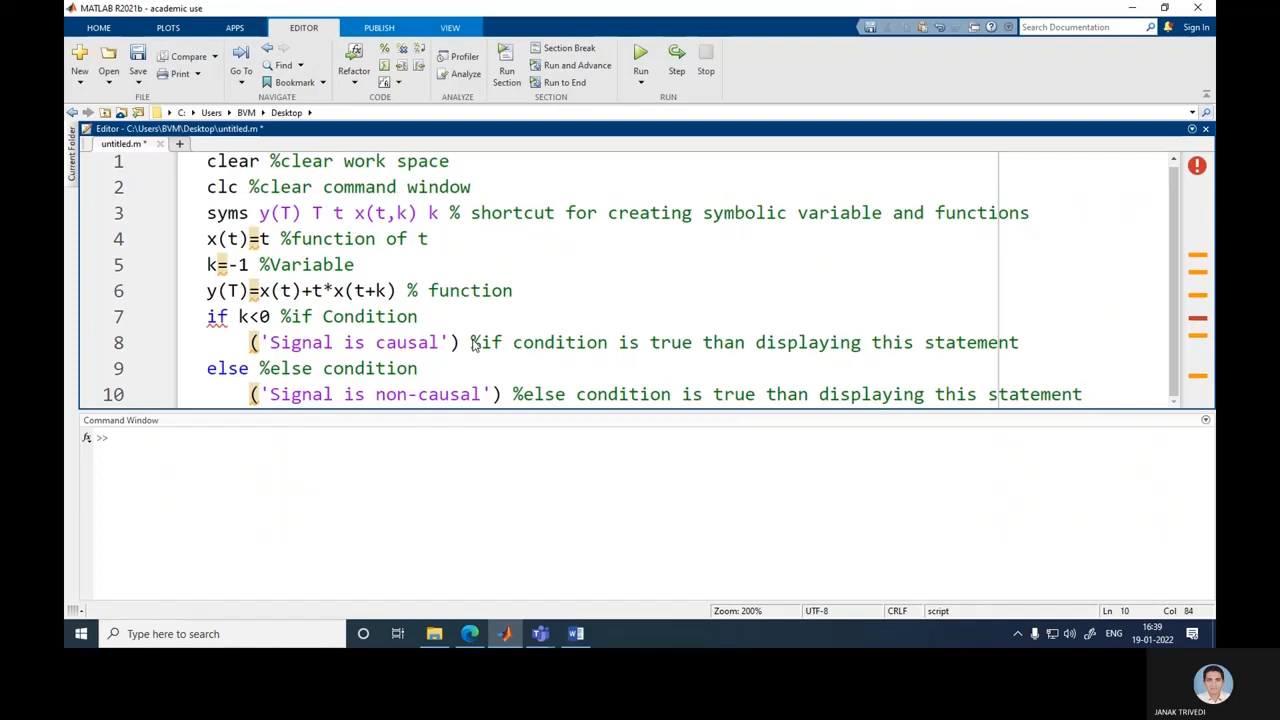 MATLAB R2021b - academic use
HOME PLOTS APPS EDITOR PUBLISH VIEW Search Documentation Sign In
New Open Save Compare Print Go To Find Bookmark Refactor Profiler Analyze Run Section Section Break Run and Advance Run to End Run Step Stop
FILE NAVIGATE CODE ANALYZE SECTION RUN
C: Users BVM Desktop
Current Folder
Editor - C:\Users\BVM\Desktop\untitled.m *
untitled.m * +
1 clear %clear work space
2 clc %clear command window
3 syms y(T) T t x(t,k) k % shortcut for creating symbolic variable and functions
4 x(t)=t %function of t
5 k=-1 %Variable
6 y(T)=x(t)+t*x(t+k) % function
7 if k<0 %if Condition
8 ('Signal is causal') %if condition is true than displaying this statement
9 else %else condition
10 ('Signal is non-causal') %else condition is true than displaying this statement
Command Window
fx >>
Zoom: 200% UTF-8 CRLF script Ln 10 Col 84
Type here to search ENG 16:39
19-01-2022
JANAK TRIVEDI